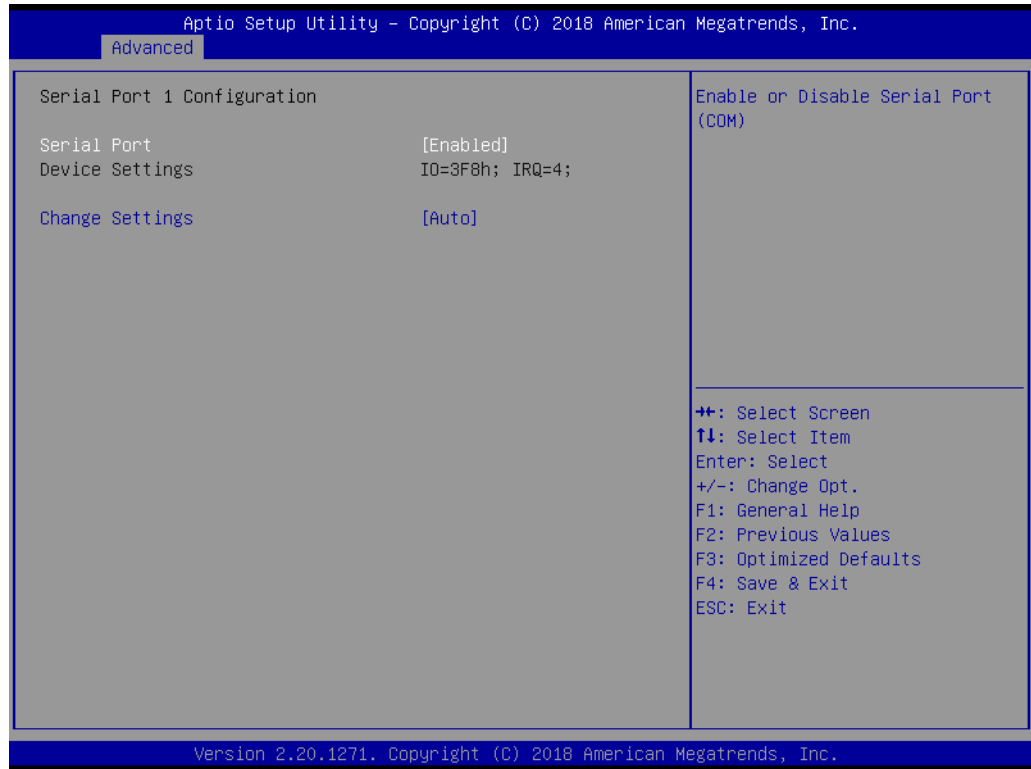 Aptio Setup Utility – Copyright (C) 2018 American Megatrends, Inc.
Advanced
Serial Port 1 Configuration
Serial Port [Enabled]
Device Settings IO=3F8h; IRQ=4;
Change Settings [Auto]
Enable or Disable Serial Port
(COM)
→←: Select Screen
↑↓: Select Item
Enter: Select
+/-: Change Opt.
F1: General Help
F2: Previous Values
F3: Optimized Defaults
F4: Save & Exit
ESC: Exit
Version 2.20.1271. Copyright (C) 2018 American Megatrends, Inc.